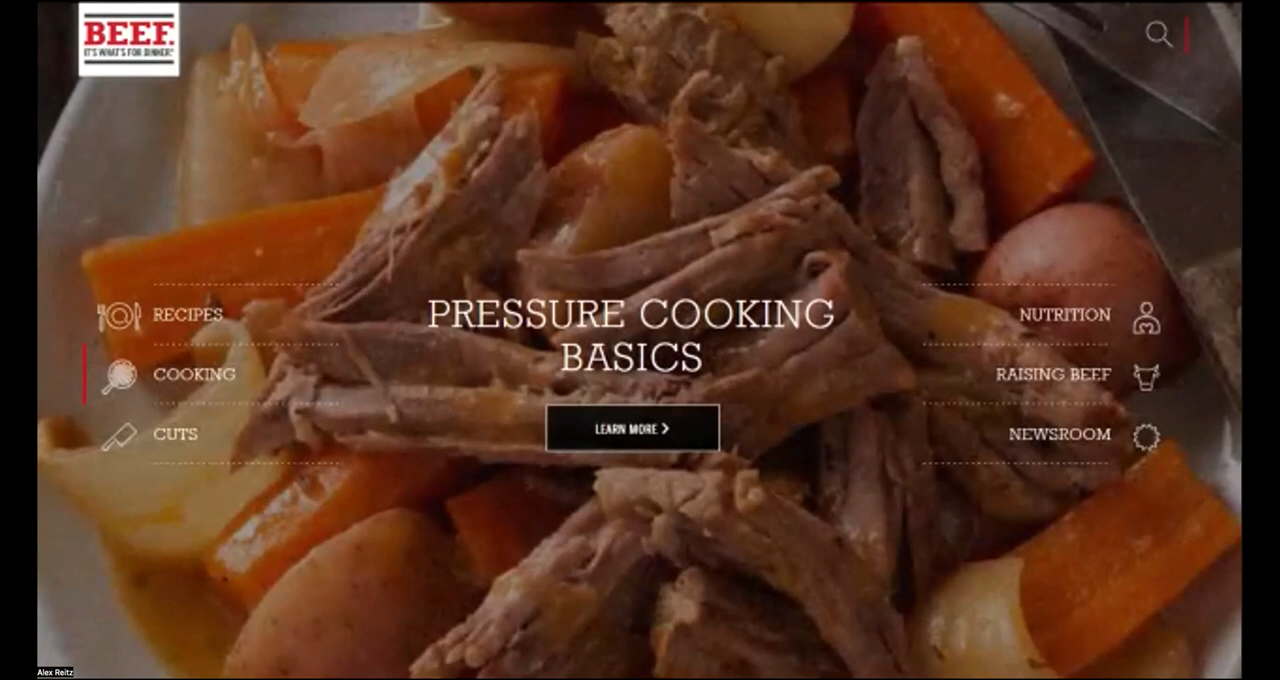 BEEF.
IT'S WHAT'S FOR DINNER.®
RECIPES
COOKING
CUTS
PRESSURE COOKING
BASICS
LEARN MORE >
NUTRITION
RAISING BEEF
NEWSROOM
Alex Reitz